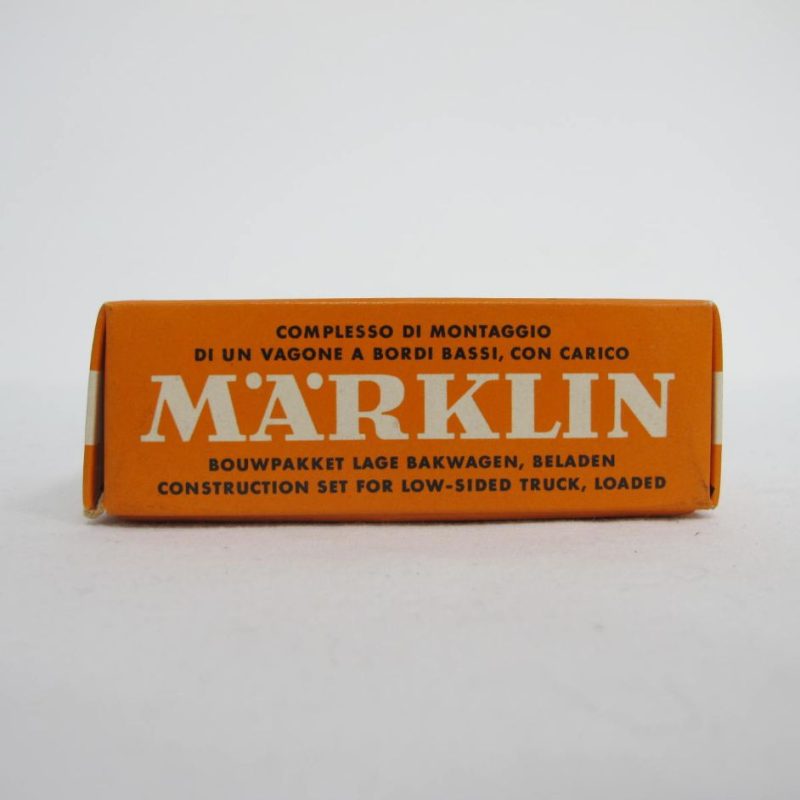 COMPLESSO DI MONTAGGIO
DI UN VAGONE A BORDI BASSI, CON CARICO
MÄRKLIN
BOUWPAKKET LAGE BAKWAGEN, BELADEN
CONSTRUCTION SET FOR LOW-SIDED TRUCK, LOADED